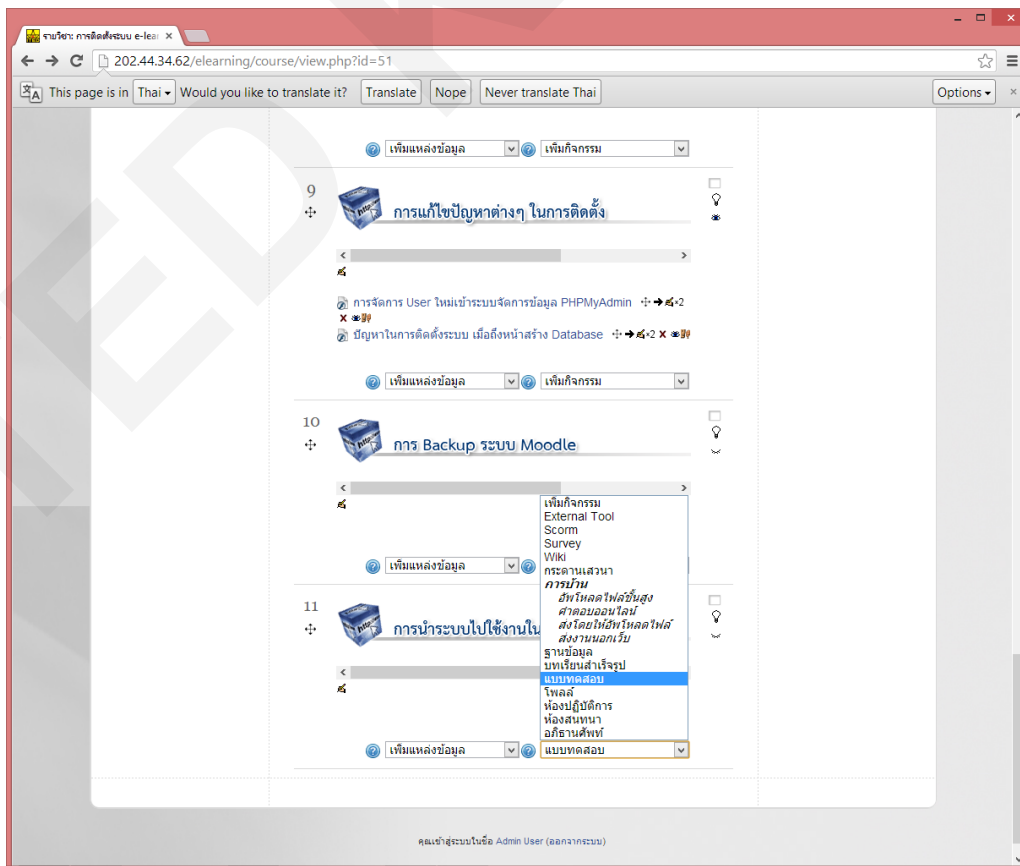 รายวิชา: การติดตั้งระบบ e-lear
202.44.34.62/elearning/course/view.php?id=51
This page is in Thai Would you like to translate it? Translate Nope Never translate Thai Options
เพิ่มแหล่งข้อมูล เพิ่มกิจกรรม
9
http
การแก้ไขปัญหาต่างๆ ในการติดตั้ง
การจัดการ User ใหม่เข้าระบบจัดการข้อมูล PHPMyAdmin ×2
ปัญหาในการติดตั้งระบบ เมื่อถึงหน้าสร้าง Database ×2
เพิ่มแหล่งข้อมูล เพิ่มกิจกรรม
10
http
การ Backup ระบบ Moodle
เพิ่มกิจกรรม
External Tool
Scorm
Survey
Wiki
เพิ่มแหล่งข้อมูล
กระดานเสวนา
การบ้าน
อัพโหลดไฟล์ชั้นสูง
คำตอบออนไลน์
ส่งโดยให้อัพโหลดไฟล์
ส่งงานนอกเว็บ
11
http
การนำระบบไปใช้งานใน
ฐานข้อมูล
บทเรียนสำเร็จรูป
แบบทดสอบ
โพลล์
ห้องปฏิบัติการ
ห้องสนทนา
อภิธานศัพท์
เพิ่มแหล่งข้อมูล แบบทดสอบ
คุณเข้าสู่ระบบในชื่อ Admin User (ออกจากระบบ)